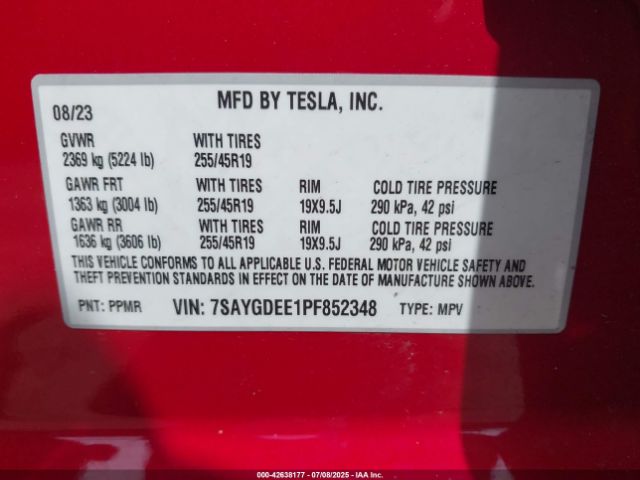 08/23 MFD BY TESLA, INC.
GVWR WITH TIRES
2369 kg (5224 lb) 255/45R19
GAWR FRT WITH TIRES RIM COLD TIRE PRESSURE
1363 kg (3004 lb) 255/45R19 19X9.5J 290 kPa, 42 psi
GAWR RR WITH TIRES RIM COLD TIRE PRESSURE
1636 kg (3606 lb) 255/45R19 19X9.5J 290 kPa, 42 psi
THIS VEHICLE CONFORMS TO ALL APPLICABLE U.S. FEDERAL MOTOR VEHICLE SAFETY AND
THEFT PREVENTION STANDARDS IN EFFECT ON THE DATE OF MANUFACTURE SHOWN ABOVE.
PNT: PPMR VIN: 7SAYGDEE1PF852348 TYPE: MPV
000-42638177 - 07/08/2025 - IAA, Inc.